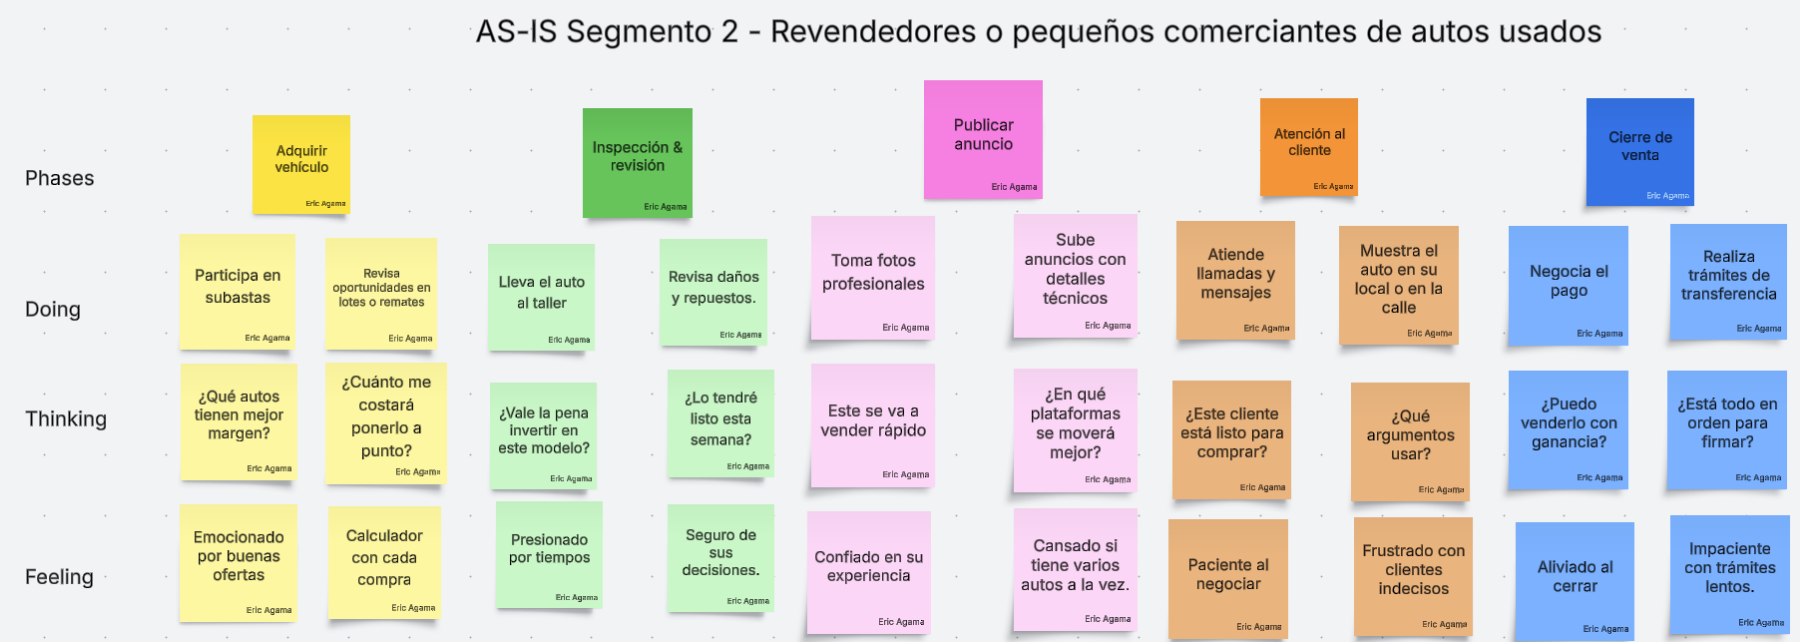 AS-IS Segmento 2 - Revendedores o pequeños comerciantes de autos usados
Phases
Adquirir
vehículo
Eric Agama
Inspección &
revisión
Eric Agama
Publicar
anuncio
Eric Agama
Atención al
cliente
Eric Agama
Cierre de
venta
Eric Agama
Doing
Participa en
subastas
Eric Agama
Revisa
oportunidades en
lotes o remates
Eric Agama
Lleva el auto
al taller
Eric Agama
Revisa daños
y repuestos.
Eric Agama
Toma fotos
profesionales
Eric Agama
Sube
anuncios con
detalles
técnicos
Eric Agama
Atiende
llamadas y
mensajes
Eric Agama
Muestra el
auto en su
local o en la
calle
Eric Agama
Negocia el
pago
Eric Agama
Realiza
trámites de
transferencia
Eric Agama
Thinking
¿Qué autos
tienen mejor
margen?
Eric Agama
¿Cuánto me
costará
ponerlo a
punto?
Eric Agama
¿Vale la pena
invertir en
este modelo?
Eric Agama
¿Lo tendré
listo esta
semana?
Eric Agama
Este se va a
vender rápido
Eric Agama
¿En qué
plataformas
se moverá
mejor?
Eric Agama
¿Este cliente
está listo para
comprar?
Eric Agama
¿Qué
argumentos
usar?
Eric Agama
¿Puedo
venderlo con
ganancia?
Eric Agama
¿Está todo en
orden para
firmar?
Eric Agama
Feeling
Emocionado
por buenas
ofertas
Eric Agama
Calculador
con cada
compra
Eric Agama
Presionado
por tiempos
Eric Agama
Seguro de
sus
decisiones.
Eric Agama
Confiado en su
experiencia
Eric Agama
Cansado si
tiene varios
autos a la vez.
Eric Agama
Paciente al
negociar
Eric Agama
Frustrado con
clientes
indecisos
Eric Agama
Aliviado al
cerrar
Eric Agama
Impaciente
con trámites
lentos.
Eric Agama